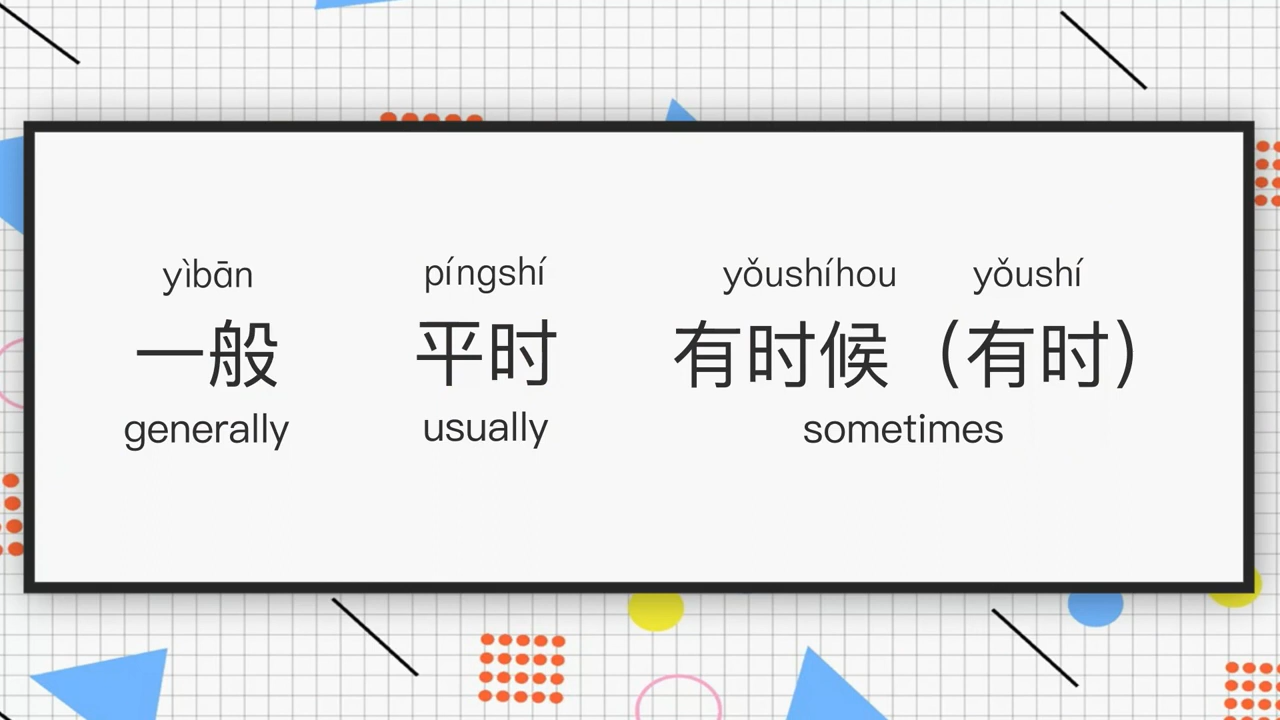 yìbān píngshí yǒushíhou yǒushí
一般 平时 有时候（有时）
generally usually sometimes